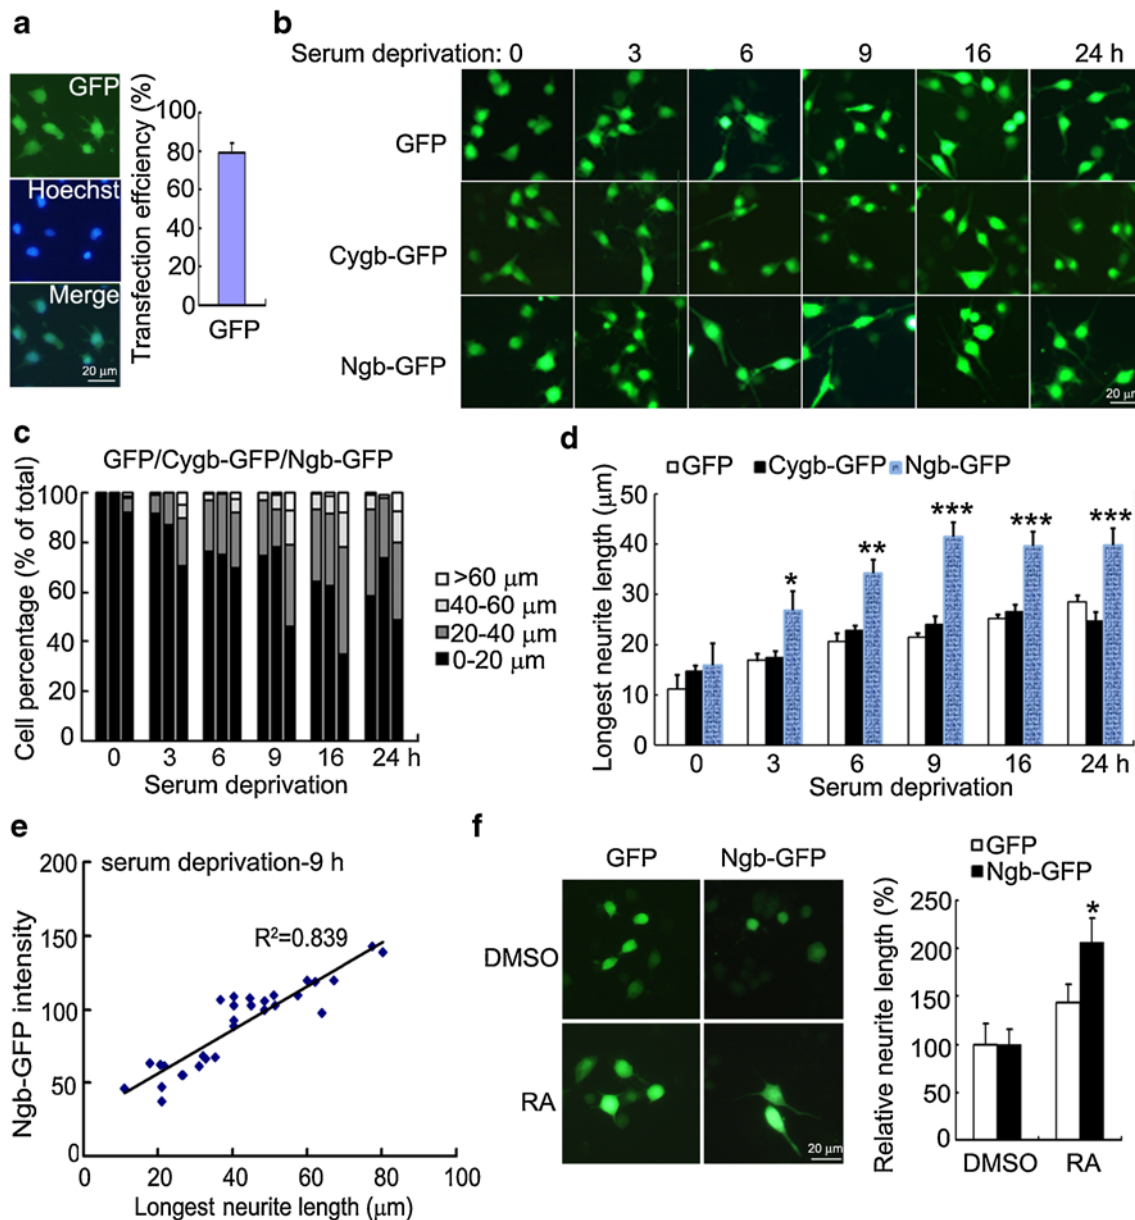 a
GFP
Hoechst
Merge
20 µm
Transfection effciency (%)
100
80
60
40
20
0
GFP
b
Serum deprivation: 0 3 6 9 16 24 h
GFP
Cygb-GFP
Ngb-GFP
20 µm
c
GFP/Cygb-GFP/Ngb-GFP
Cell percentage (% of total)
100
80
60
40
20
0
0 3 6 9 16 24 h
Serum deprivation
>60 µm
40-60 µm
20-40 µm
0-20 µm
d
GFP Cygb-GFP Ngb-GFP
Longest neurite length (µm)
50
40
30
20
10
0
* ** *** *** ***
0 3 6 9 16 24 h
Serum deprivation
e
serum deprivation-9 h
R²=0.839
Ngb-GFP intensity
200
150
100
50
0
0 20 40 60 80 100
Longest neurite length (µm)
f
GFP Ngb-GFP
DMSO
RA
20 µm
GFP
Ngb-GFP
Relative neurite length (%)
250
200
150
100
50
0
*
DMSO RA